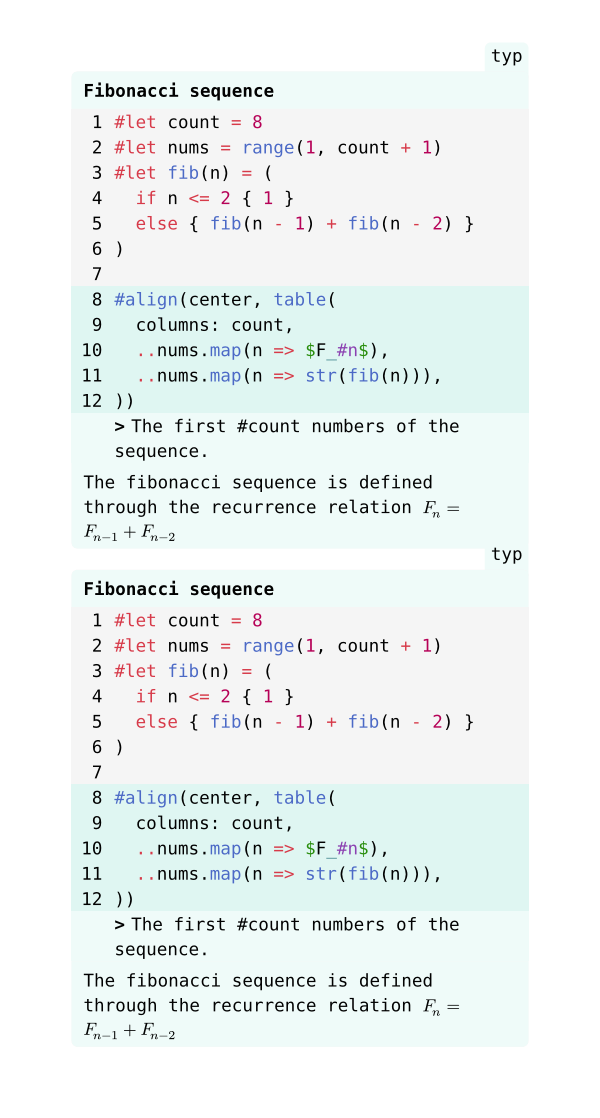 typ
Fibonacci sequence
1 #let count = 8
2 #let nums = range(1, count + 1)
3 #let fib(n) = (
4   if n <= 2 { 1 }
5   else { fib(n - 1) + fib(n - 2) }
6 )
7
8 #align(center, table(
9   columns: count,
10   ..nums.map(n => $F_#n$),
11   ..nums.map(n => str(fib(n))),
12 ))
> The first #count numbers of the
sequence.
The fibonacci sequence is defined
through the recurrence relation Fₙ =
Fₙ₋₁ + Fₙ₋₂
typ
Fibonacci sequence
1 #let count = 8
2 #let nums = range(1, count + 1)
3 #let fib(n) = (
4   if n <= 2 { 1 }
5   else { fib(n - 1) + fib(n - 2) }
6 )
7
8 #align(center, table(
9   columns: count,
10   ..nums.map(n => $F_#n$),
11   ..nums.map(n => str(fib(n))),
12 ))
> The first #count numbers of the
sequence.
The fibonacci sequence is defined
through the recurrence relation Fₙ =
Fₙ₋₁ + Fₙ₋₂